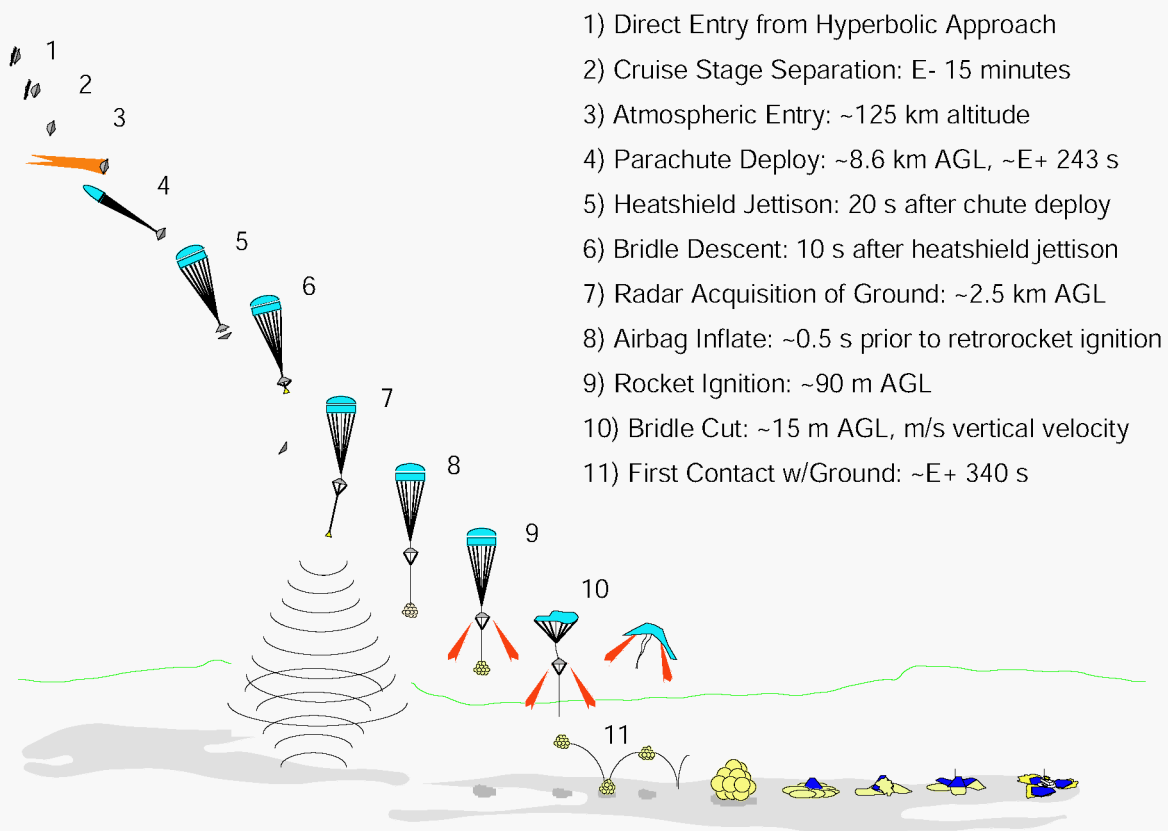 1) Direct Entry from Hyperbolic Approach
2) Cruise Stage Separation: E- 15 minutes
3) Atmospheric Entry: ~125 km altitude
4) Parachute Deploy: ~8.6 km AGL, ~E+ 243 s
5) Heatshield Jettison: 20 s after chute deploy
6) Bridle Descent: 10 s after heatshield jettison
7) Radar Acquisition of Ground: ~2.5 km AGL
8) Airbag Inflate: ~0.5 s prior to retrorocket ignition
9) Rocket Ignition: ~90 m AGL
10) Bridle Cut: ~15 m AGL, m/s vertical velocity
11) First Contact w/Ground: ~E+ 340 s
1
2
3
4
5
6
7
8
9
10
11